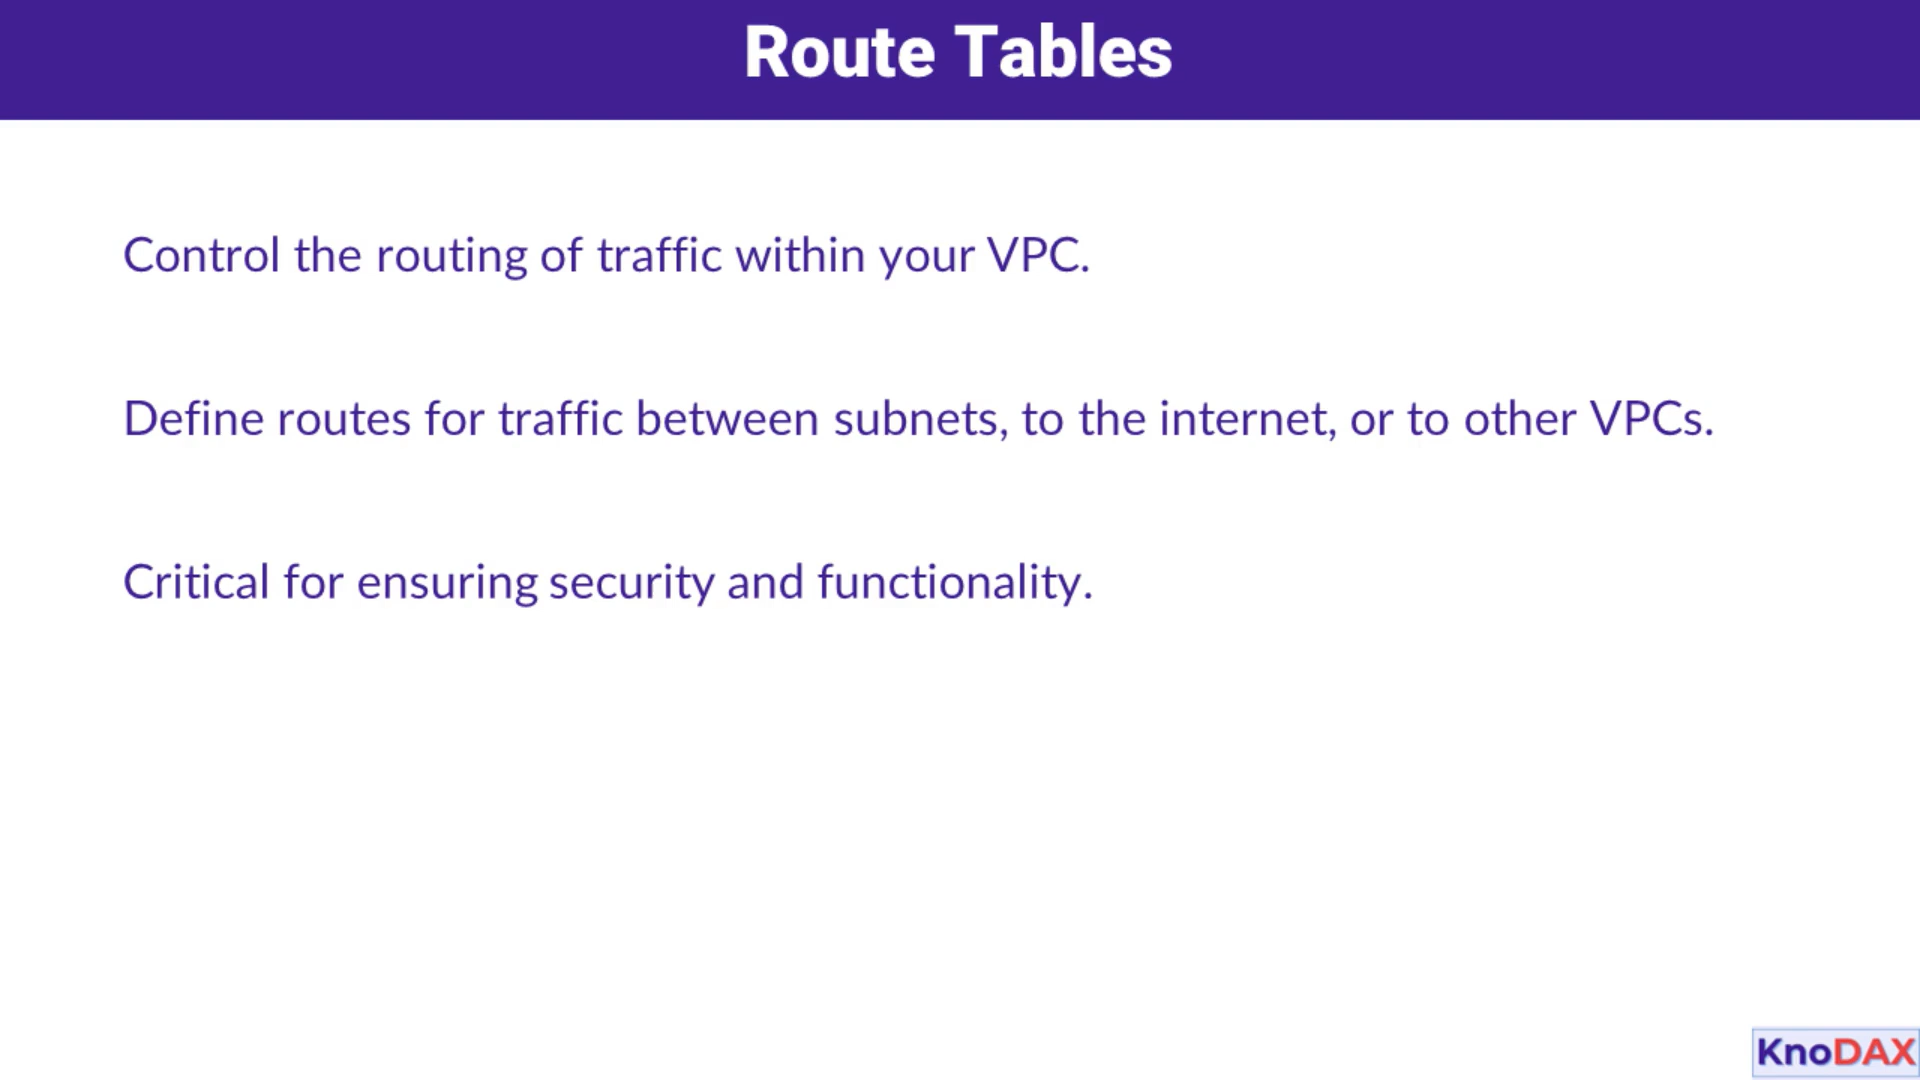 Route Tables
Control the routing of traffic within your VPC.
Define routes for traffic between subnets, to the internet, or to other VPCs.
Critical for ensuring security and functionality.
KnoDAX